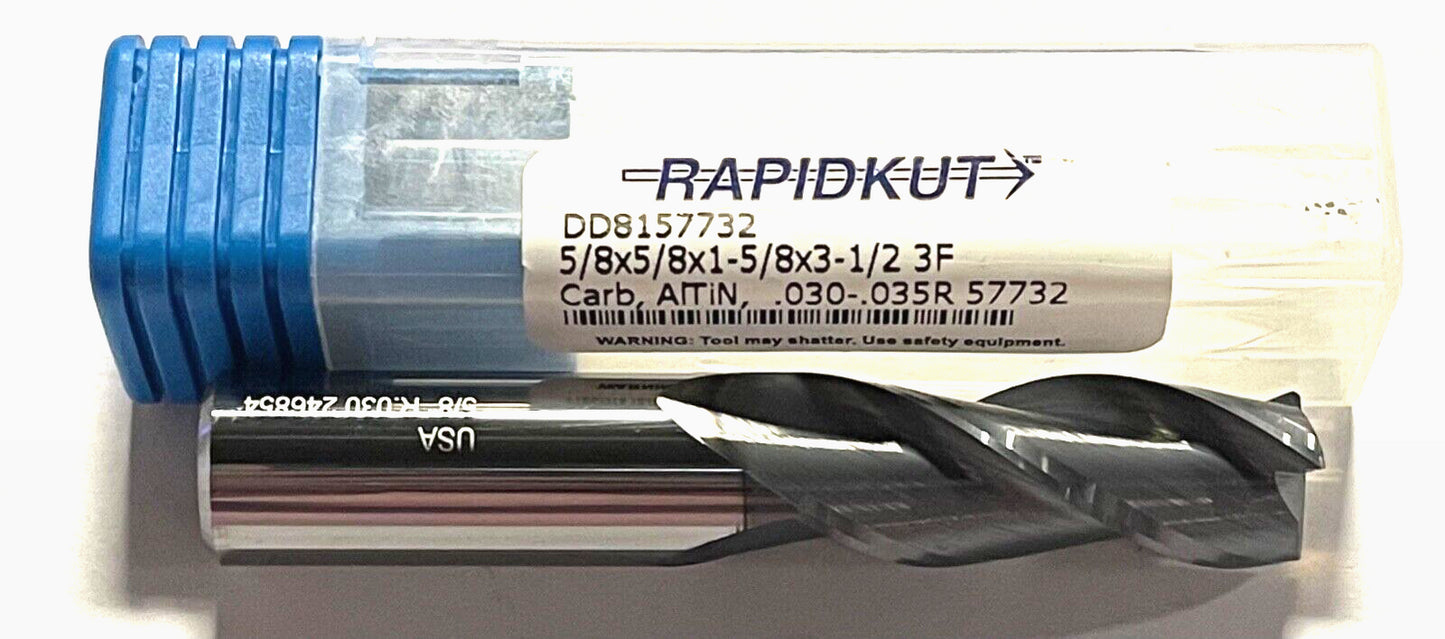 RAPIDKUT™
DD8157732
5/8x5/8x1-5/8x3-1/2 3F
Carb, AlTiN, .030-.035R 57732
WARNING: Tool may shatter. Use safety equipment.
5/8 R.030 246854
USA